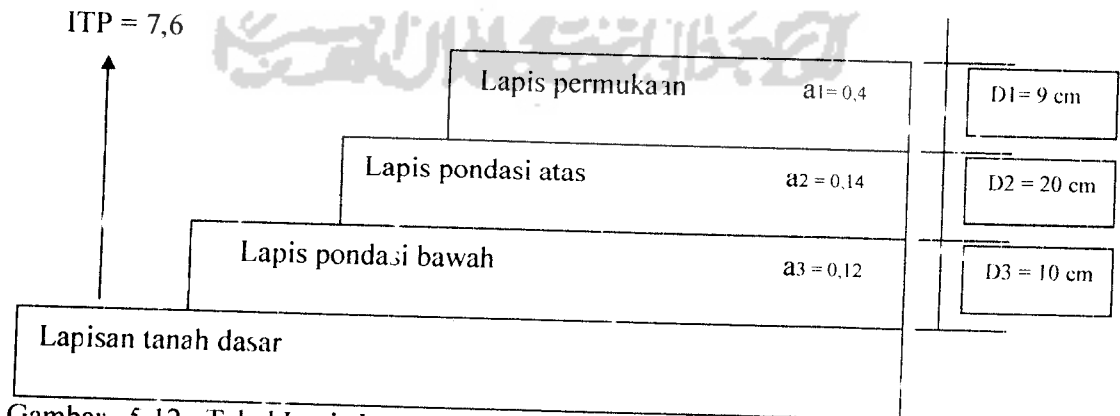 ITP = 7,6
Lapis permukaan a1= 0,4 D1= 9 cm
Lapis pondasi atas a2 = 0,14 D2 = 20 cm
Lapis pondasi bawah a3 = 0,12 D3 = 10 cm
Lapisan tanah dasar
Gambar 5.12 Tebal